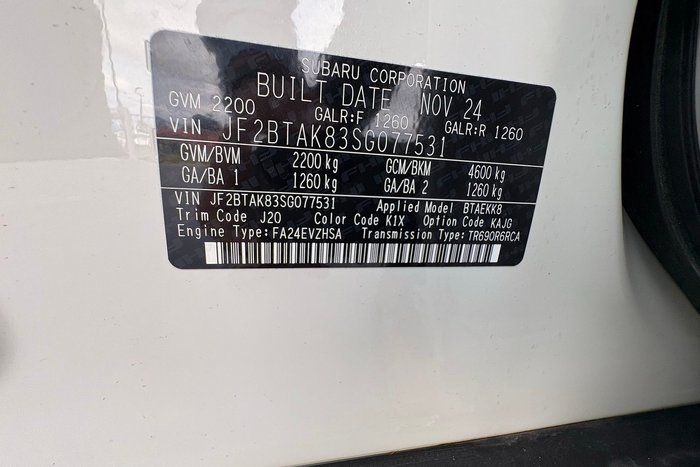 SUBARU CORPORATION
BUILT DATE NOV 24
GVM 2200 GALR:F 1260 GALR:R 1260
VIN JF2BTAK83SG077531
GVM/BVM 2200 kg GCM/BKM 4600 kg
GA/BA 1 1260 kg GA/BA 2 1260 kg
VIN JF2BTAK83SG077531 Applied Model BTAEKK8
Trim Code J20 Color Code K1X Option Code KAJG
Engine Type: FA24EVZHSA Transmission Type: TR690R6RCA